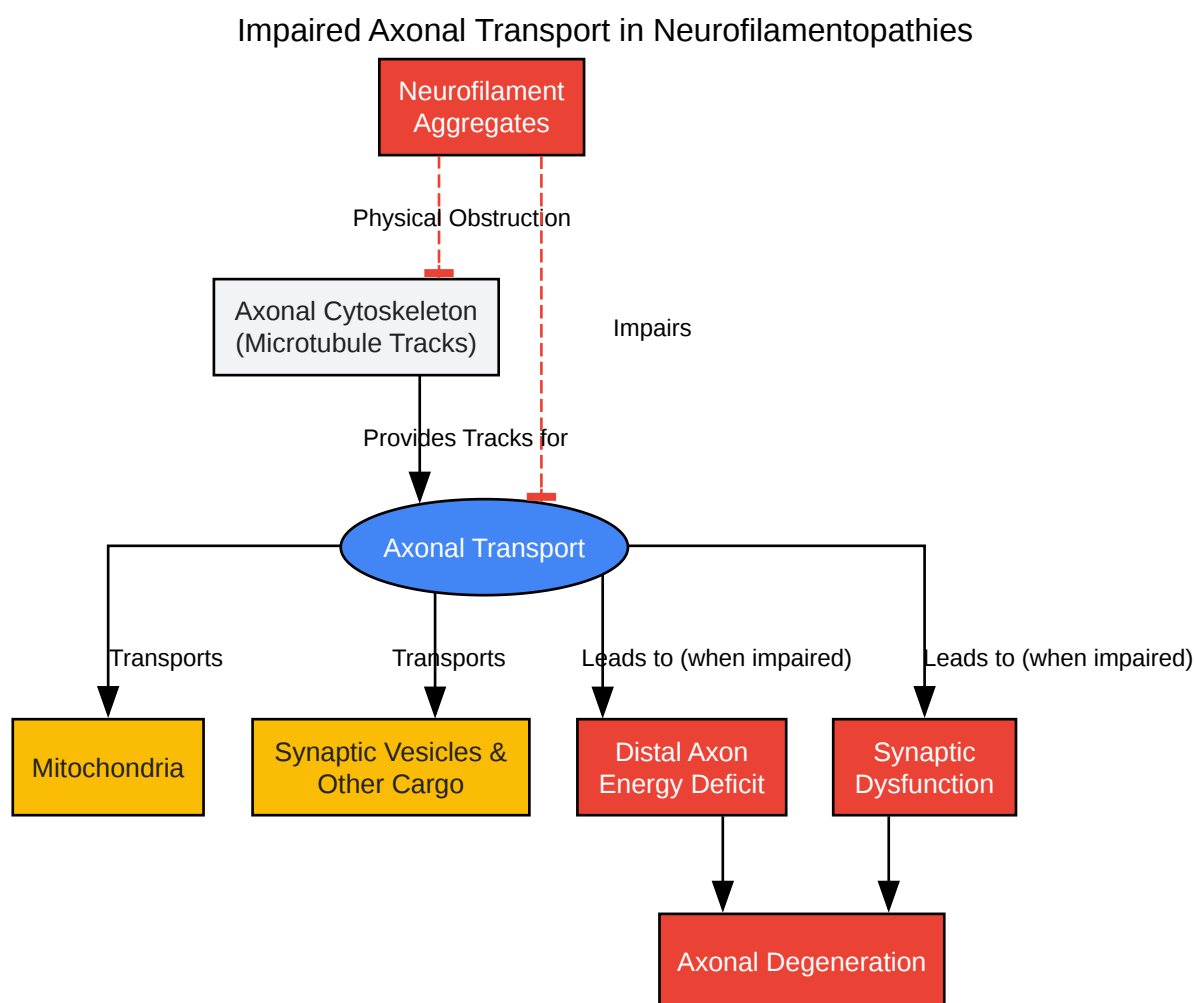 Impaired Axonal Transport in Neurofilamentopathies
Neurofilament
Aggregates
Physical Obstruction
Axonal Cytoskeleton
(Microtubule Tracks)
Impairs
Provides Tracks for
Axonal Transport
Transports
Transports
Leads to (when impaired)
Leads to (when impaired)
Mitochondria
Synaptic Vesicles &
Other Cargo
Distal Axon
Energy Deficit
Synaptic
Dysfunction
Axonal Degeneration